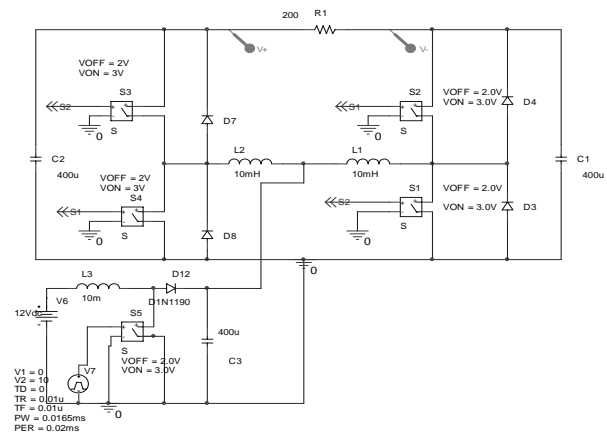 200 R1
V+
V-
VOFF = 2V
VON = 3V
S3
S2
S
0
D7
S2
VOFF = 2.0V
VON = 3.0V
S1
S
0
D4
C2
400u
L2
10mH
L1
10mH
C1
400u
VOFF = 2V
VON = 3V
S4
S1
S
0
D8
S1
VOFF = 2.0V
VON = 3.0V
S2
S
0
D3
0
L3
10m
D12
D1N1190
V6
12Vdc
S5
S
VOFF = 2.0V
VON = 3.0V
400u
C3
V7
V1 = 0
V2 = 10
TD = 0
TR = 0.01u
TF = 0.01u
PW = 0.0165ms
PER = 0.02ms
0